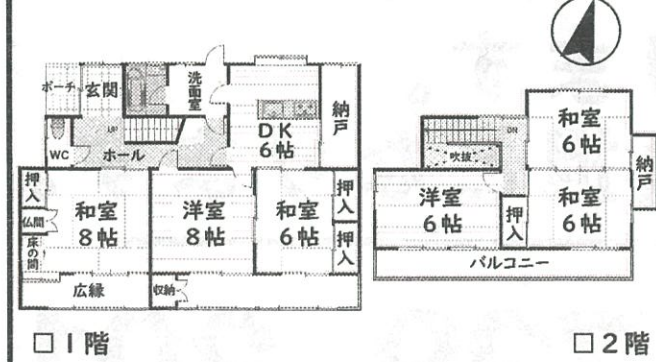 ポーチ
玄関
洗面室
UP
DK
6帖
納戸
WC
ホール
押入
仏間
床の間
和室
8帖
洋室
8帖
和室
6帖
押入
押入
広縁
収納
□1階
和室
6帖
DN
吹抜
納戸
洋室
6帖
押入
和室
6帖
バルコニー
□2階